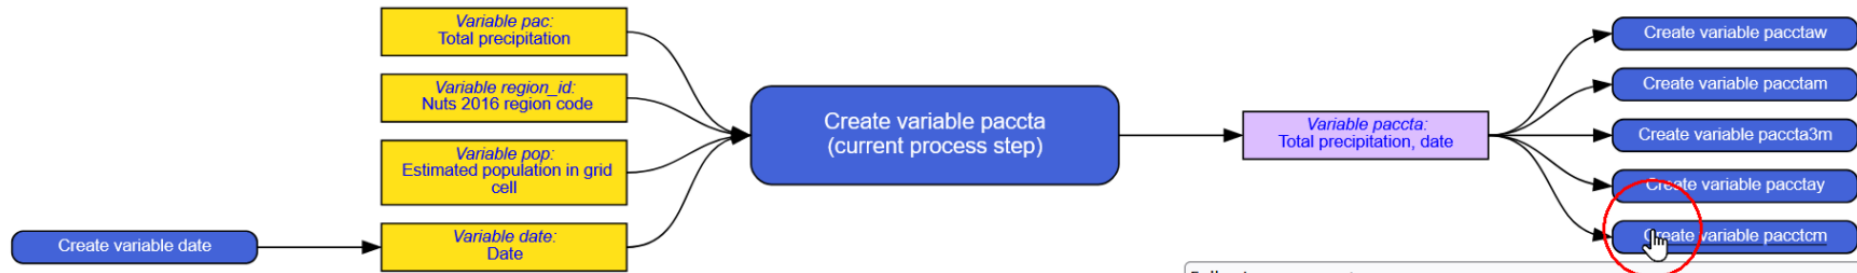 Variable pac:
Total precipitation
Variable region_id:
Nuts 2016 region code
Variable pop:
Estimated population in grid
cell
Create variable date
Variable date:
Date
Create variable paccta
(current process step)
Variable paccta:
Total precipitation, date
Create variable pacctaw
Create variable pacctam
Create variable paccta3m
Create variable pacctay
Create variable pacctcm